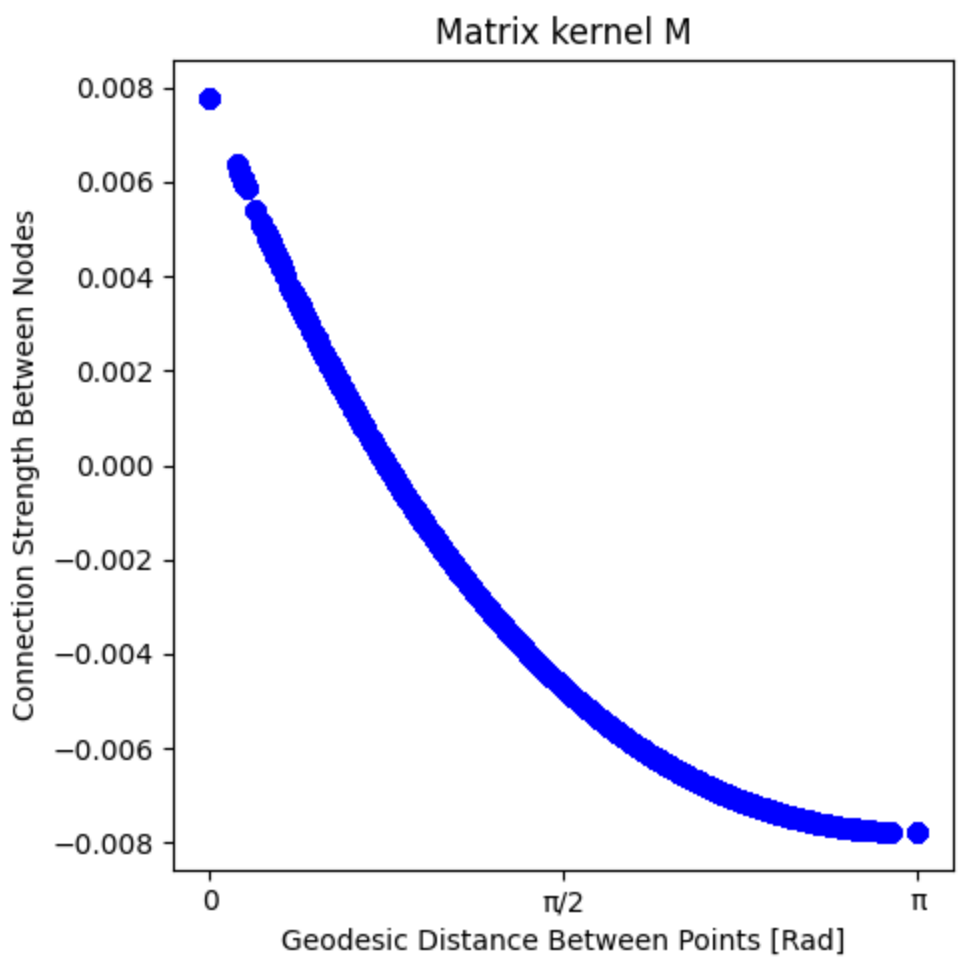 Matrix kernel M
0.008
0.006
0.004
0.002
0.000
−0.002
−0.004
−0.006
−0.008
Connection Strength Between Nodes
0 π/2 π
Geodesic Distance Between Points [Rad]